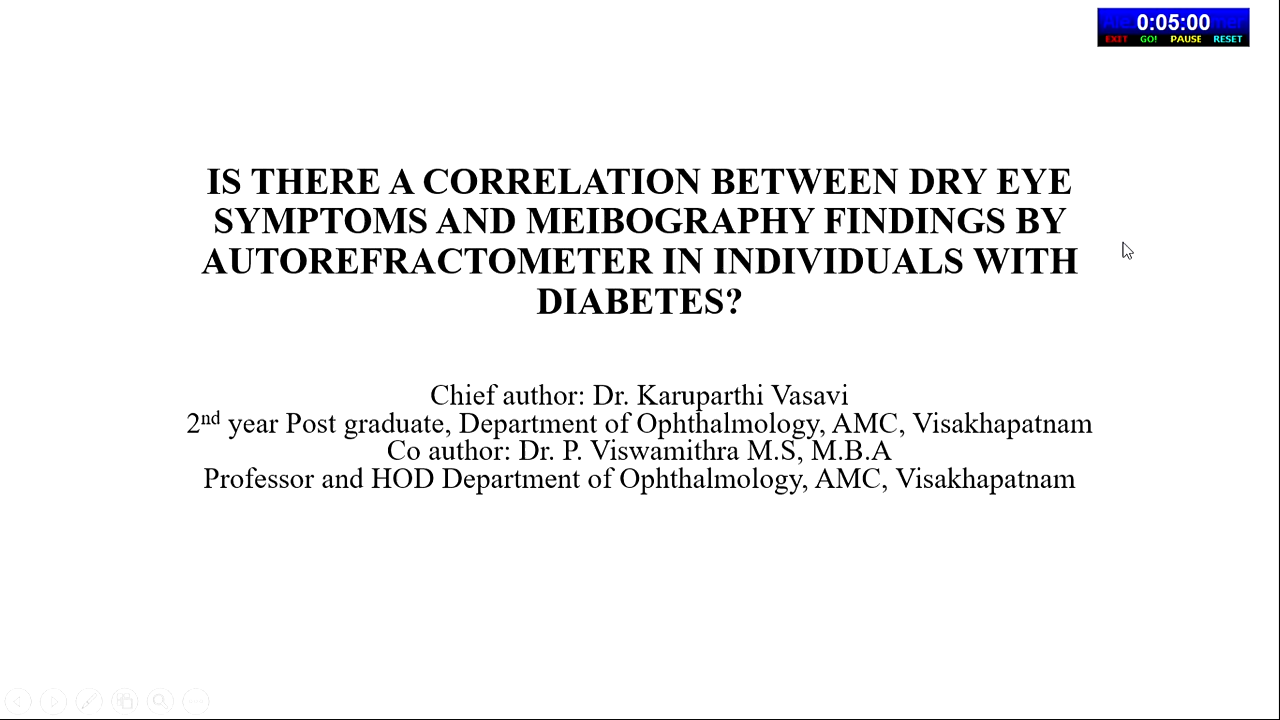 0:05:00
EXIT GO! PAUSE RESET
IS THERE A CORRELATION BETWEEN DRY EYE
SYMPTOMS AND MEIBOGRAPHY FINDINGS BY
AUTOREFRACTOMETER IN INDIVIDUALS WITH
DIABETES?
Chief author: Dr. Karuparthi Vasavi
2nd year Post graduate, Department of Ophthalmology, AMC, Visakhapatnam
Co author: Dr. P. Viswamithra M.S, M.B.A
Professor and HOD Department of Ophthalmology, AMC, Visakhapatnam